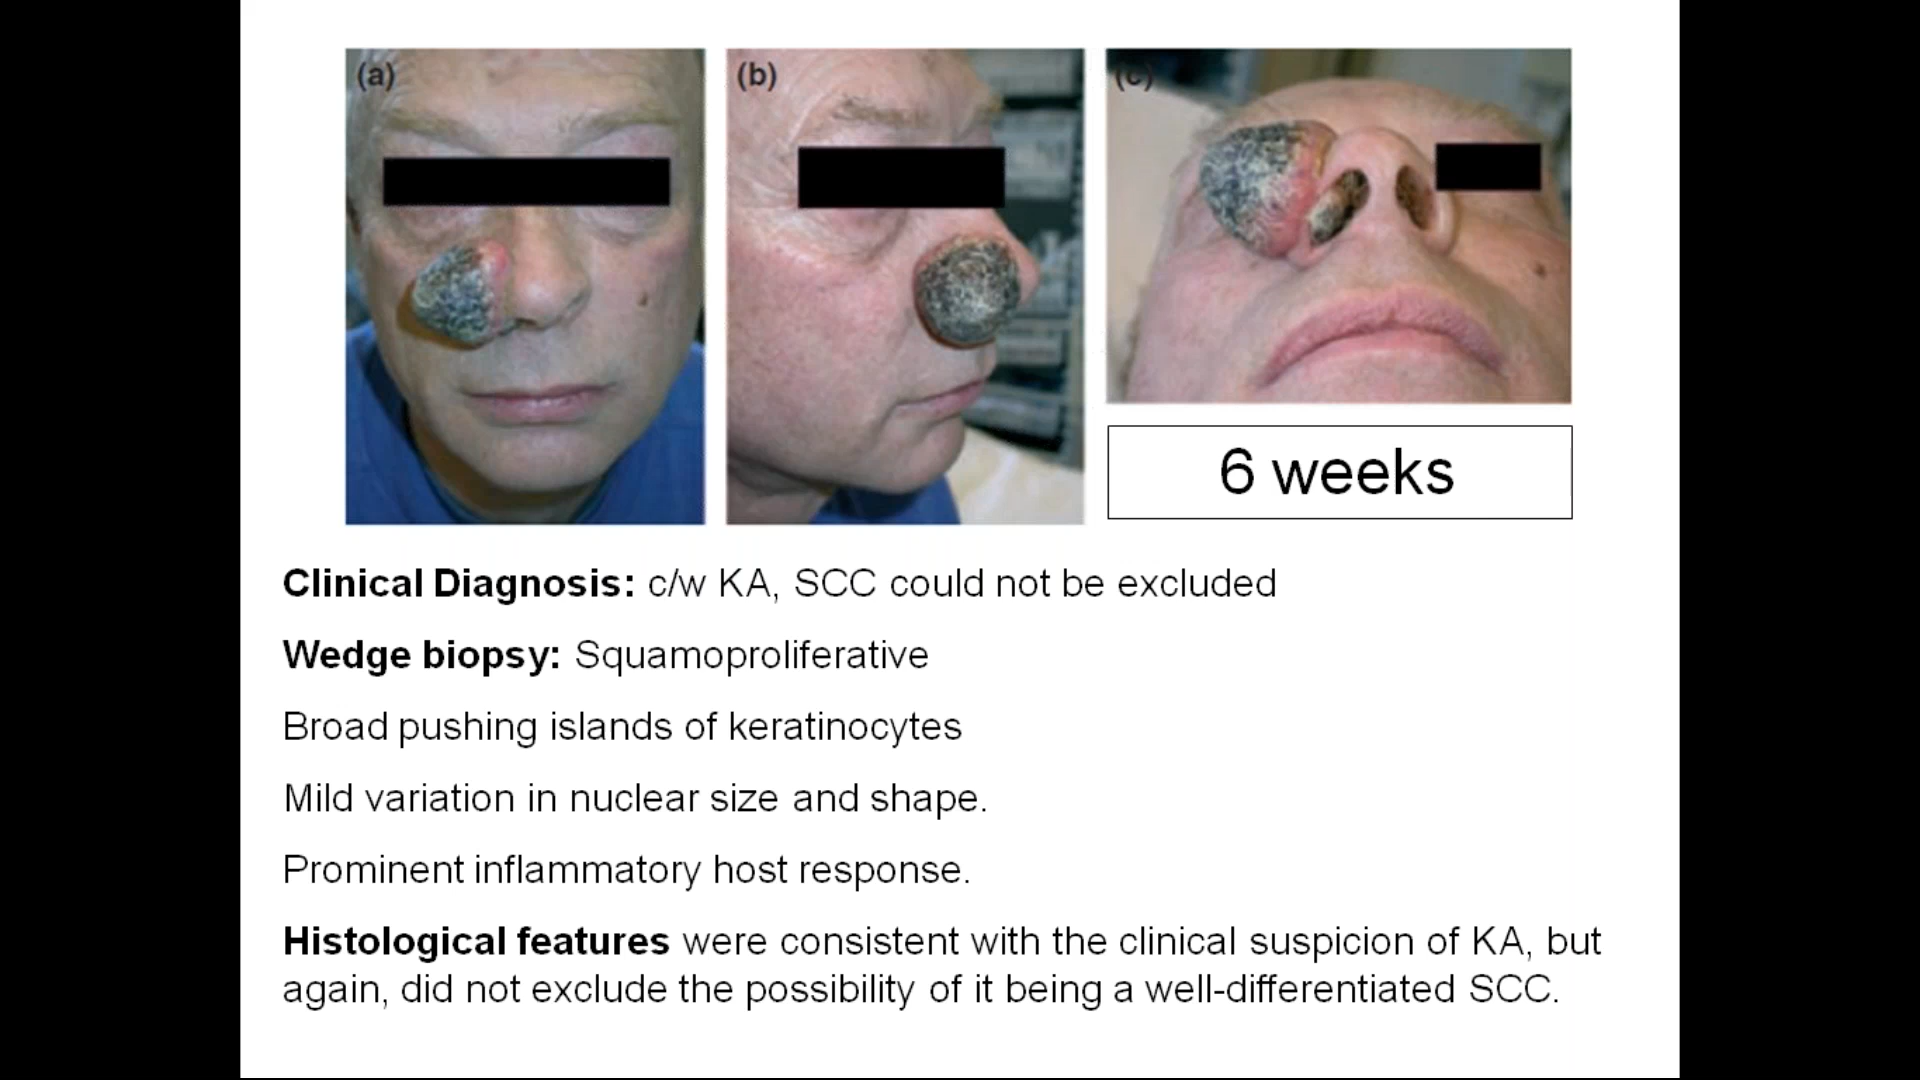 (a)
(b)
(c)
6 weeks
Clinical Diagnosis: c/w KA, SCC could not be excluded
Wedge biopsy: Squamoproliferative
Broad pushing islands of keratinocytes
Mild variation in nuclear size and shape.
Prominent inflammatory host response.
Histological features were consistent with the clinical suspicion of KA, but
again, did not exclude the possibility of it being a well-differentiated SCC.